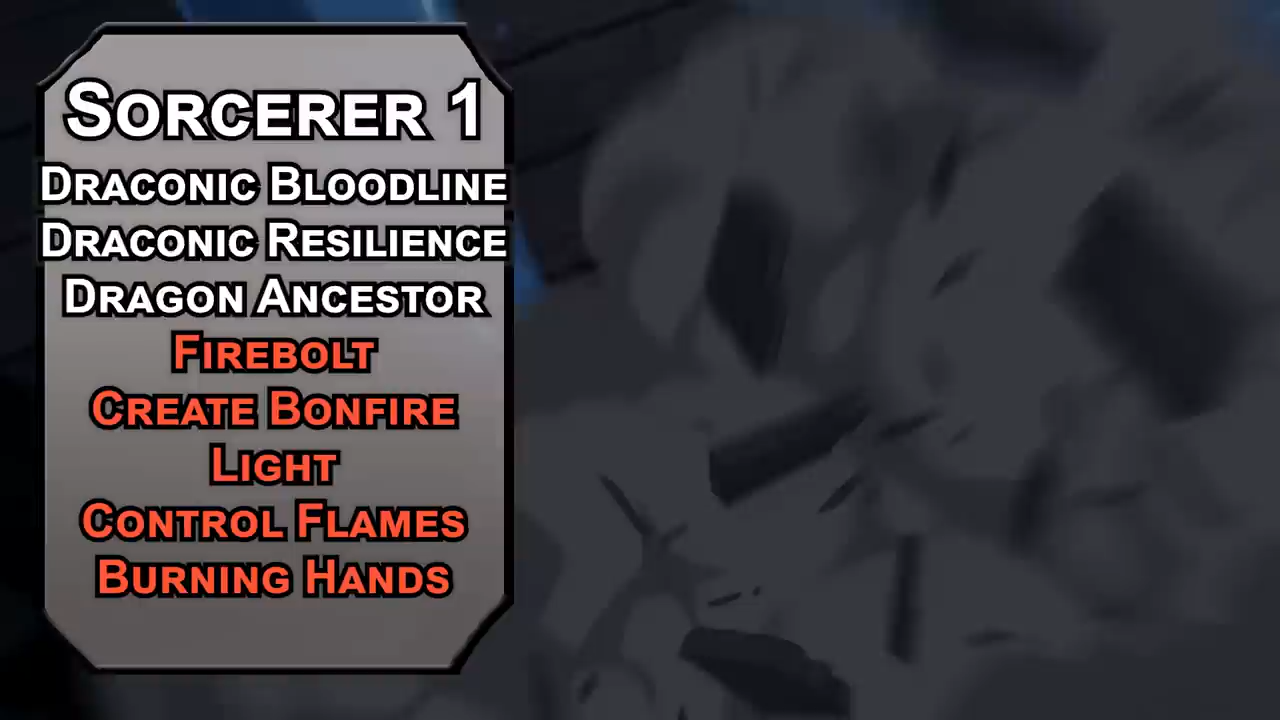 Sorcerer 1
Draconic Bloodline
Draconic Resilience
Dragon Ancestor
Firebolt
Create Bonfire
Light
Control Flames
Burning Hands